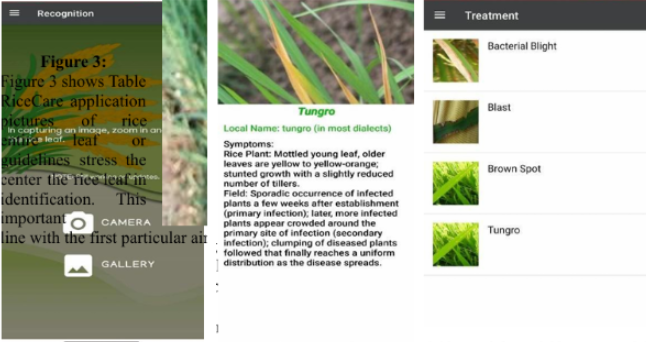 Recognition
Figure 3:
Figure 3 shows Table
RiceCare application
pictures of rice
In capturing an image, zoom in an
entire leaf or
rice leaf.
guidelines stress the
center the rice leaf in
identification. This
important
CAMERA
line with the first particular
GALLERY
Tungro
Local Name: tungro (in most dialects)
Symptoms:
Rice Plant: Mottled young leaf, older
leaves are yellow to yellow-orange;
stunted growth with a slightly reduced
number of tillers.
Field: Sporadic occurrence of infected
plants a few weeks after establishment
(primary infection); later, more infected
plants appear crowded around the
primary site of infection (secondary
infection); clumping of diseased plants
followed that finally reaches a uniform
distribution as the disease spreads.
Treatment
Bacterial Blight
Blast
Brown Spot
Tungro